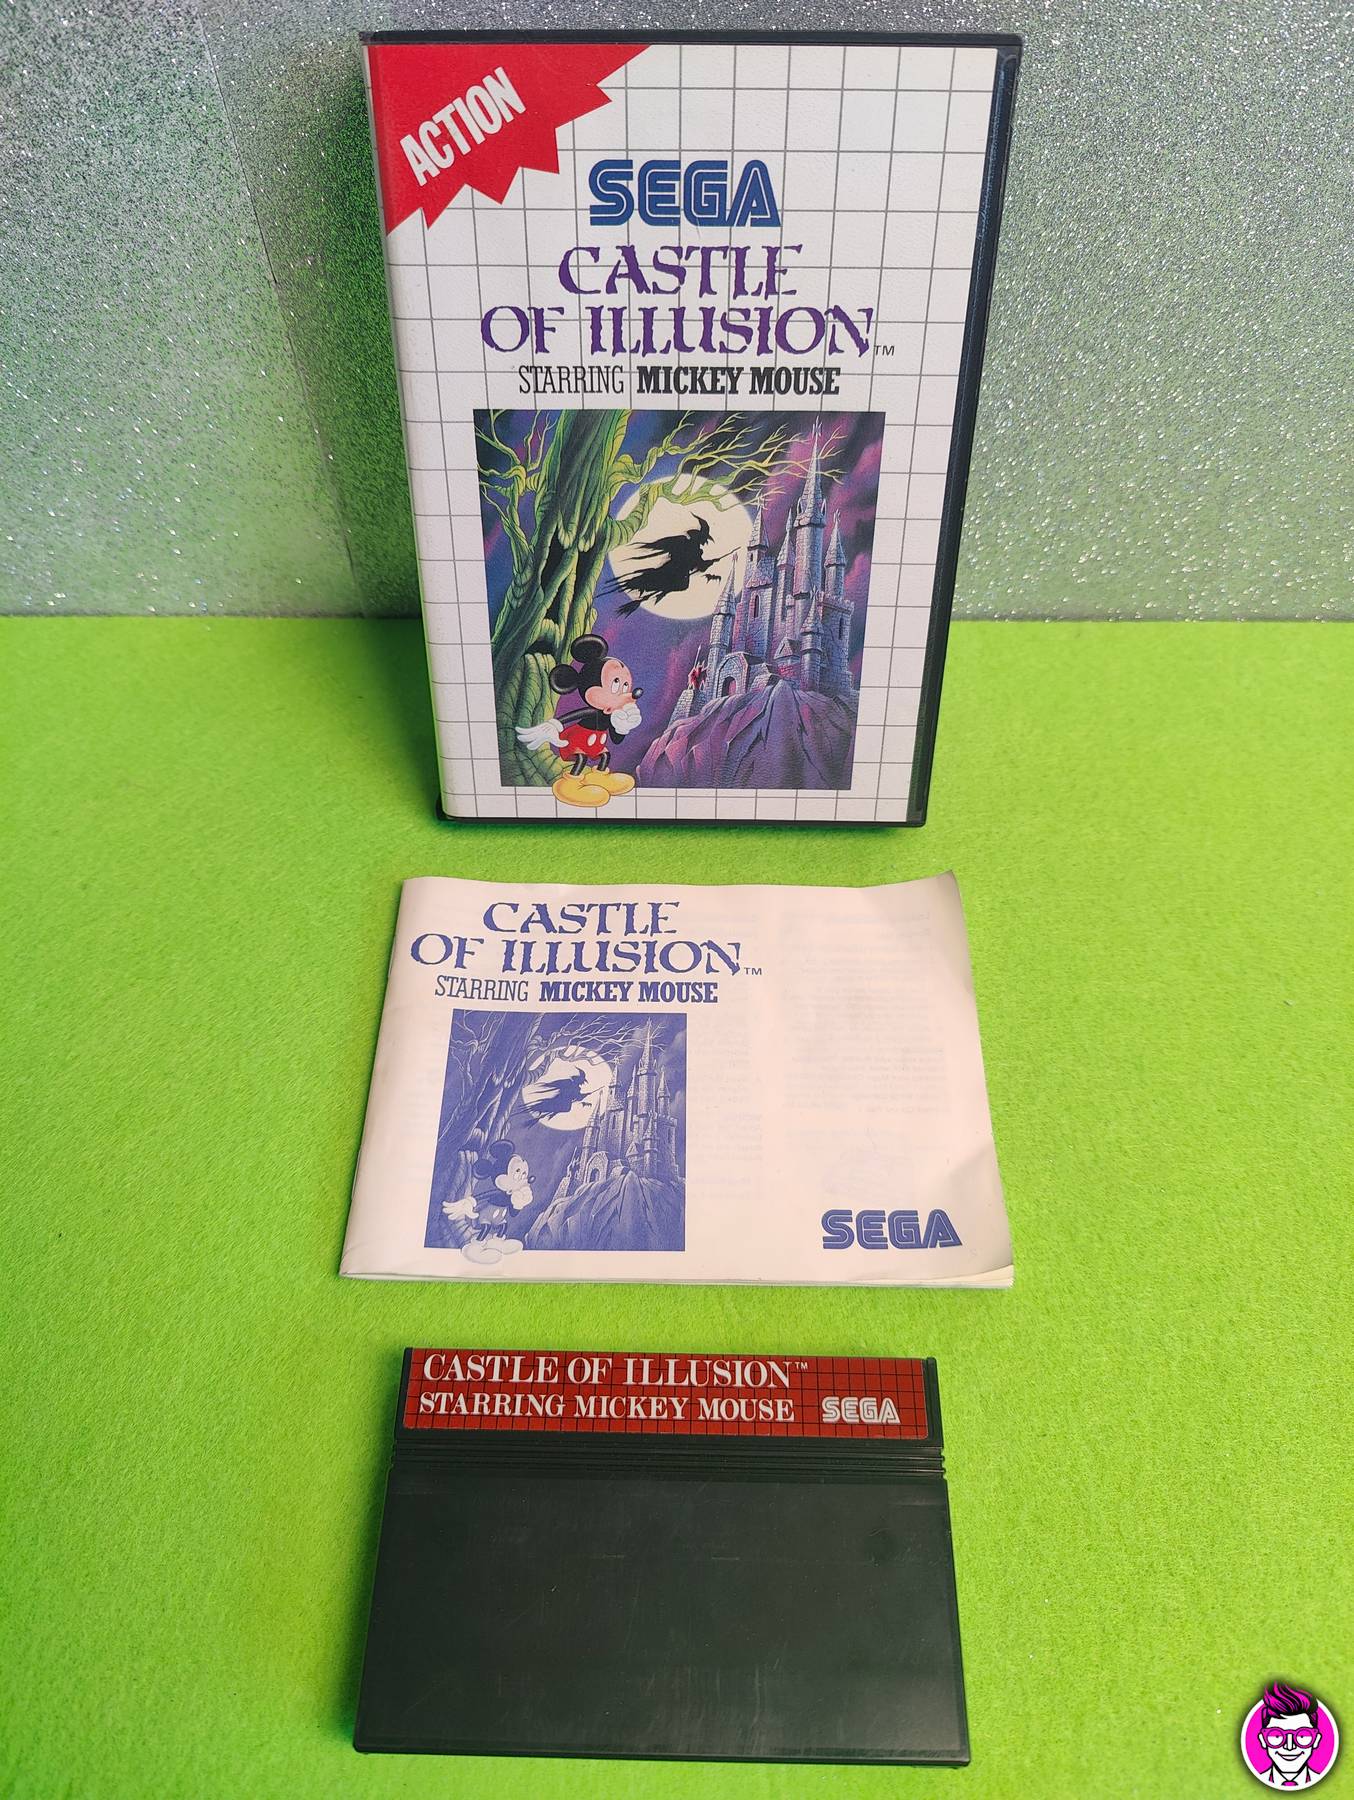 ACTION
SEGA
CASTLE
OF ILLUSION™
STARRING MICKEY MOUSE
CASTLE
OF ILLUSION™
STARRING MICKEY MOUSE
SEGA
CASTLE OF ILLUSION™
STARRING MICKEY MOUSE SEGA